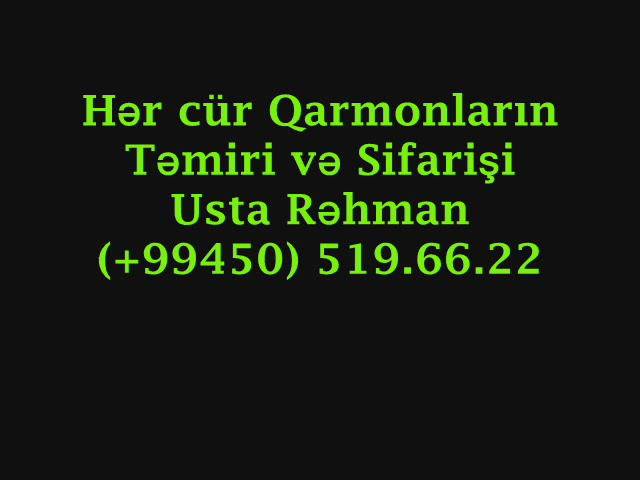 Hər cür Qarmonların
Təmiri və Sifarişi
Usta Rəhman
(+99450) 519.66.22